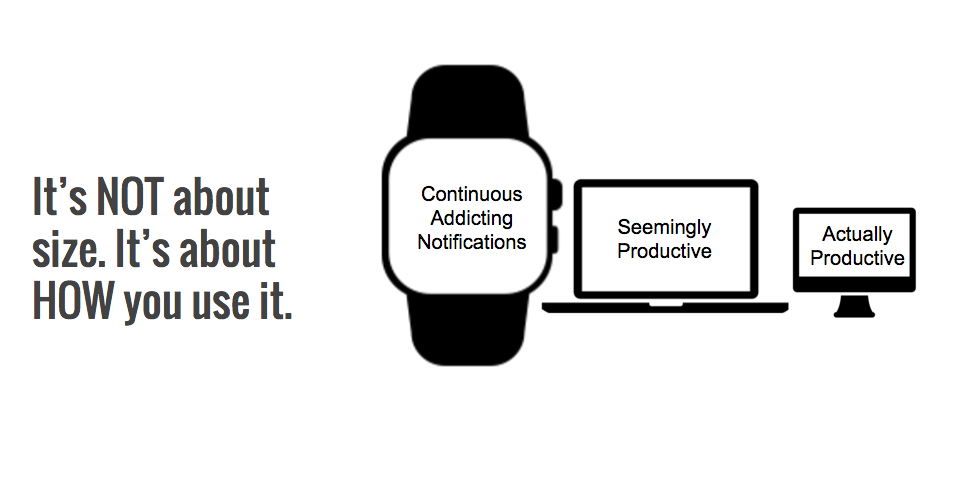 It’s NOT about
size. It’s about
HOW you use it.
Continuous
Addicting
Notifications
Seemingly
Productive
Actually
Productive